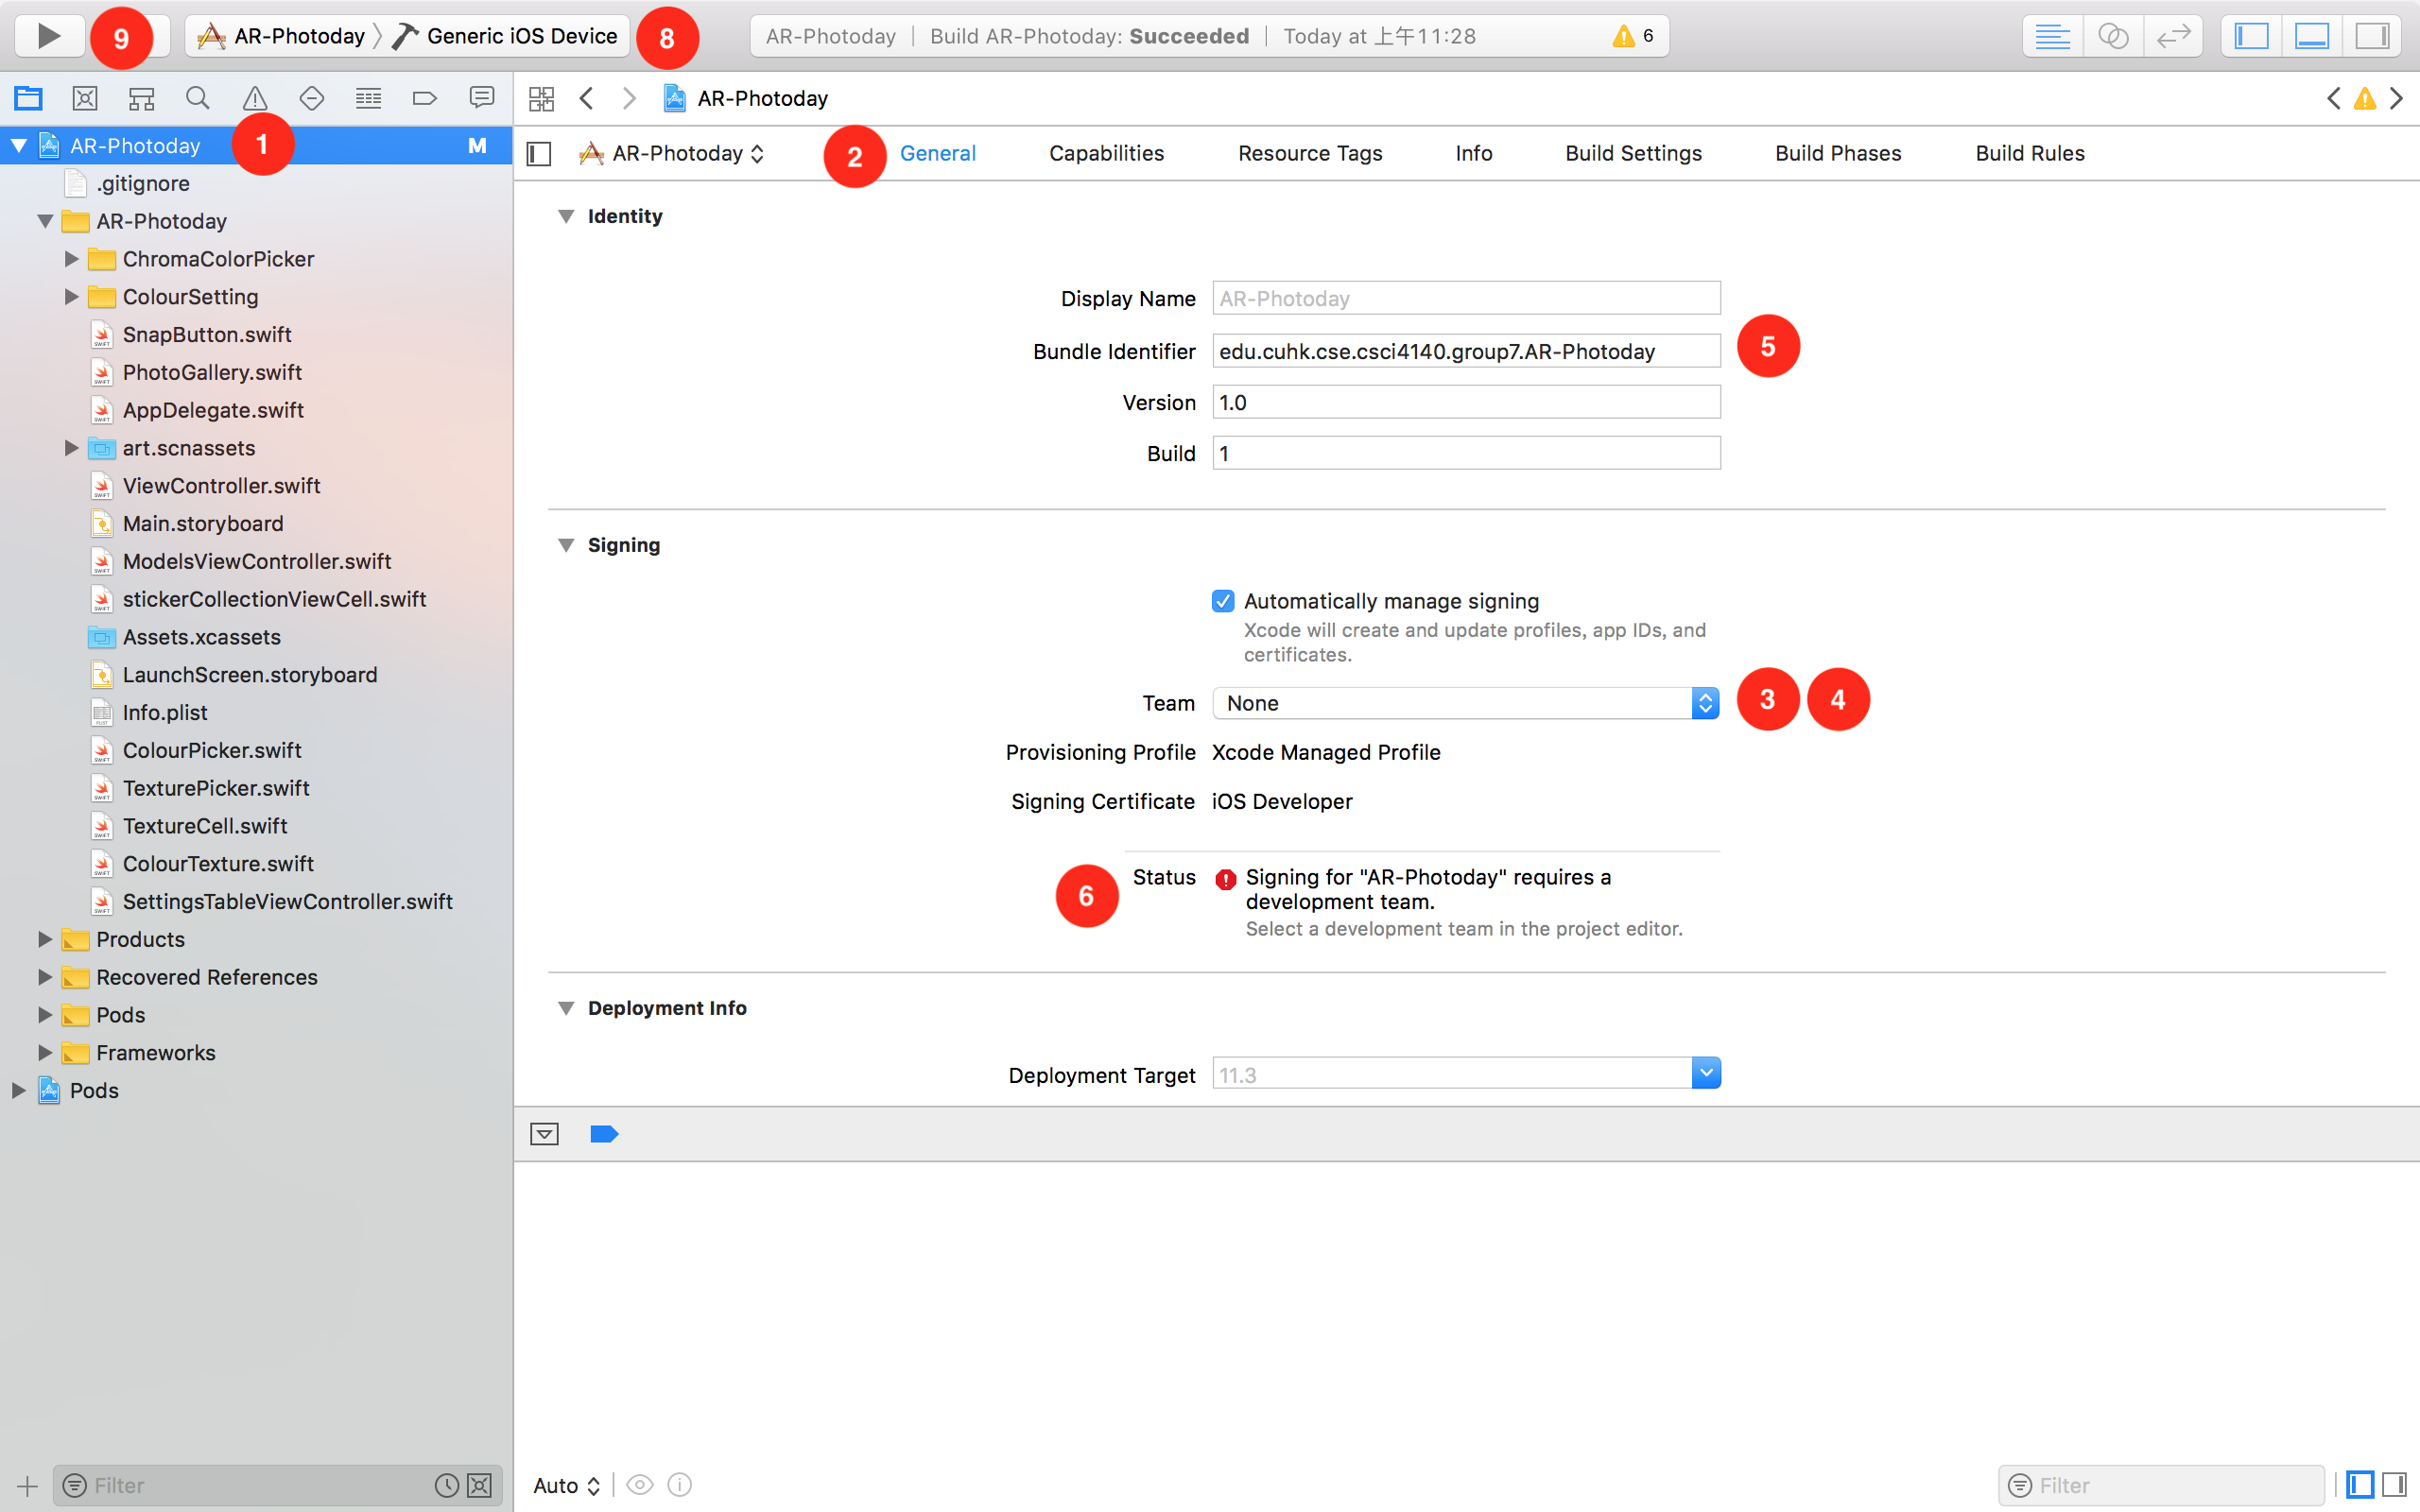 9
AR-Photoday
Generic iOS Device
8
AR-Photoday | Build AR-Photoday: Succeeded | Today at 上午11:28
6
AR-Photoday
AR-Photoday
1
M
.gitignore
AR-Photoday
ChromaColorPicker
ColourSetting
SnapButton.swift
PhotoGallery.swift
AppDelegate.swift
art.scnassets
ViewController.swift
Main.storyboard
ModelsViewController.swift
stickerCollectionViewCell.swift
Assets.xcassets
LaunchScreen.storyboard
Info.plist
ColourPicker.swift
TexturePicker.swift
TextureCell.swift
ColourTexture.swift
SettingsTableViewController.swift
Products
Recovered References
Pods
Frameworks
Pods
Filter
AR-Photoday
2
General
Capabilities
Resource Tags
Info
Build Settings
Build Phases
Build Rules
Identity
Display Name AR-Photoday
Bundle Identifier edu.cuhk.cse.csci4140.group7.AR-Photoday
5
Version 1.0
Build 1
Signing
Automatically manage signing
Xcode will create and update profiles, app IDs, and
certificates.
Team None
3
4
Provisioning Profile Xcode Managed Profile
Signing Certificate iOS Developer
6
Status Signing for "AR-Photoday" requires a
development team.
Select a development team in the project editor.
Deployment Info
Deployment Target 11.3
Auto
Filter